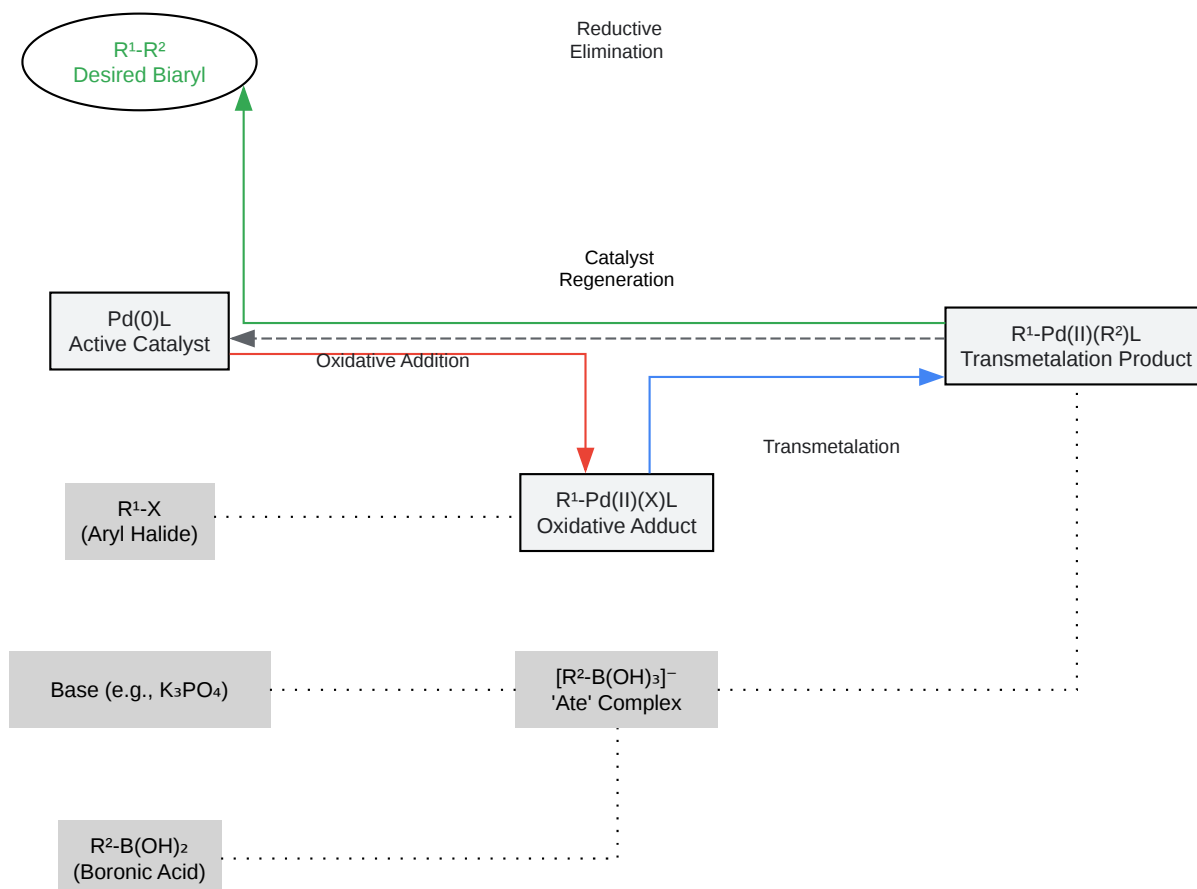 R¹-R²
Desired Biaryl
Reductive
Elimination
Catalyst
Regeneration
Pd(0)L
Active Catalyst
R¹-Pd(II)(R²)L
Transmetalation Product
Oxidative Addition
Transmetalation
R¹-X
(Aryl Halide)
R¹-Pd(II)(X)L
Oxidative Adduct
Base (e.g., K₃PO₄)
[R²-B(OH)₃]⁻
'Ate' Complex
R²-B(OH)₂
(Boronic Acid)